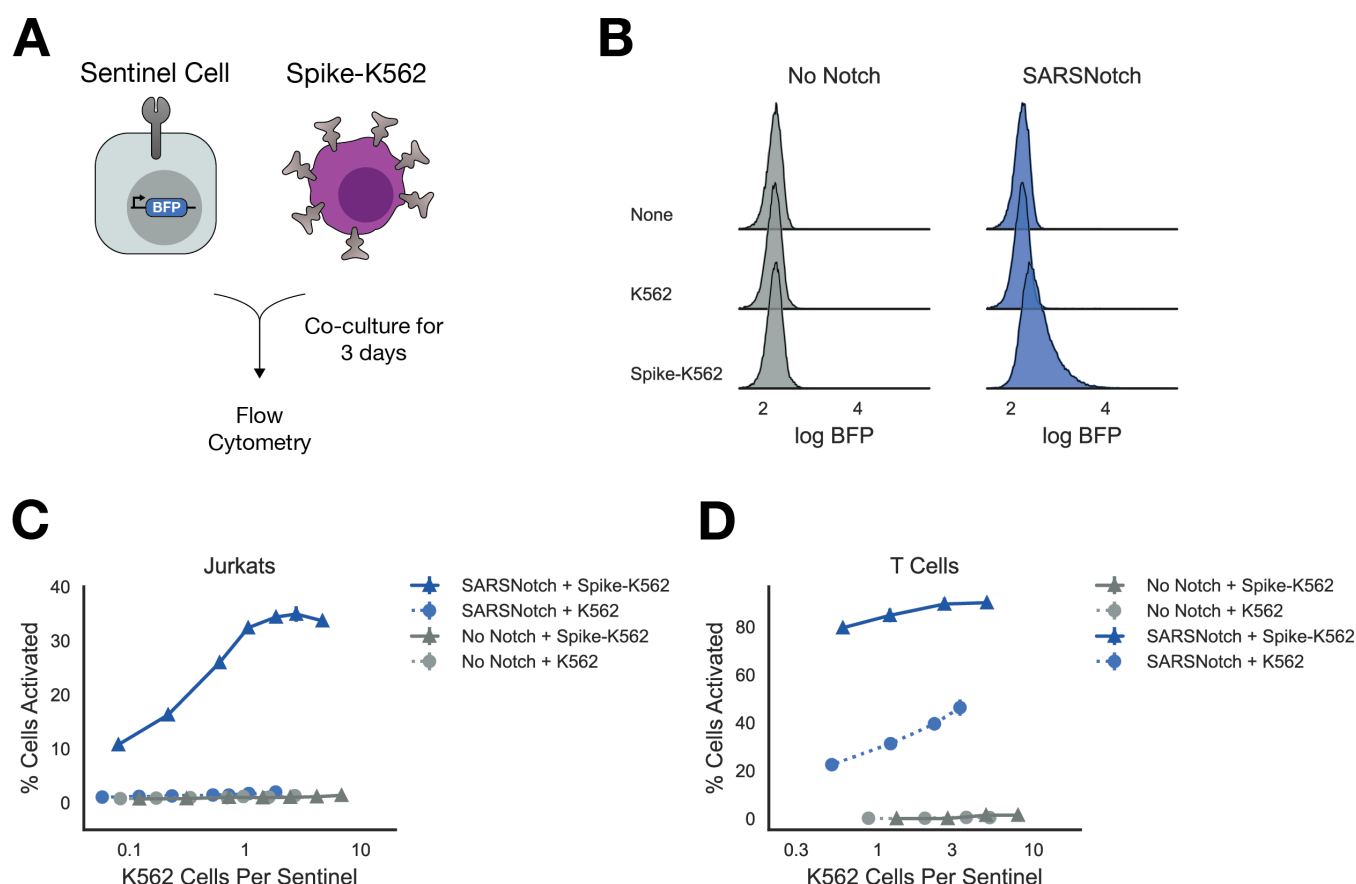 A
Sentinel Cell
Spike-K562
BFP
Co-culture for
3 days
Flow
Cytometry
B
No Notch
SARSNotch
None
K562
Spike-K562
2
4
log BFP
2
4
log BFP
C
Jurkats
% Cells Activated
40
30
20
10
0
0.1
1
10
K562 Cells Per Sentinel
SARSNotch + Spike-K562
SARSNotch + K562
No Notch + Spike-K562
No Notch + K562
D
T Cells
% Cells Activated
80
60
40
20
0
0.3
1
3
10
K562 Cells Per Sentinel
No Notch + Spike-K562
No Notch + K562
SARSNotch + Spike-K562
SARSNotch + K562